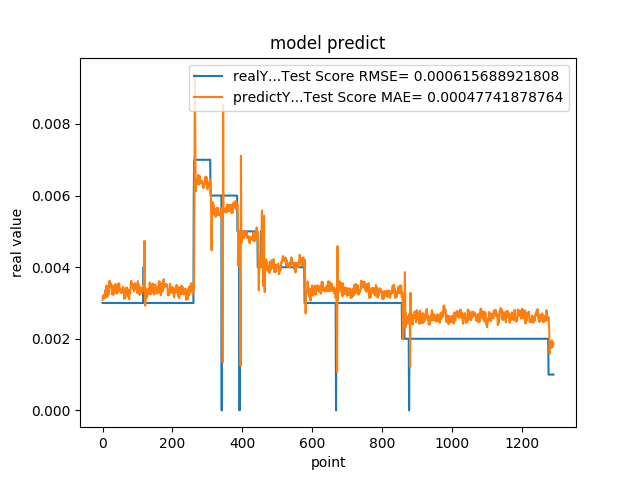 model predict
realY...Test Score RMSE= 0.000615688921808
predictY...Test Score MAE= 0.00047741878764
real value
0.008
0.006
0.004
0.002
0.000
0 200 400 600 800 1000 1200
point